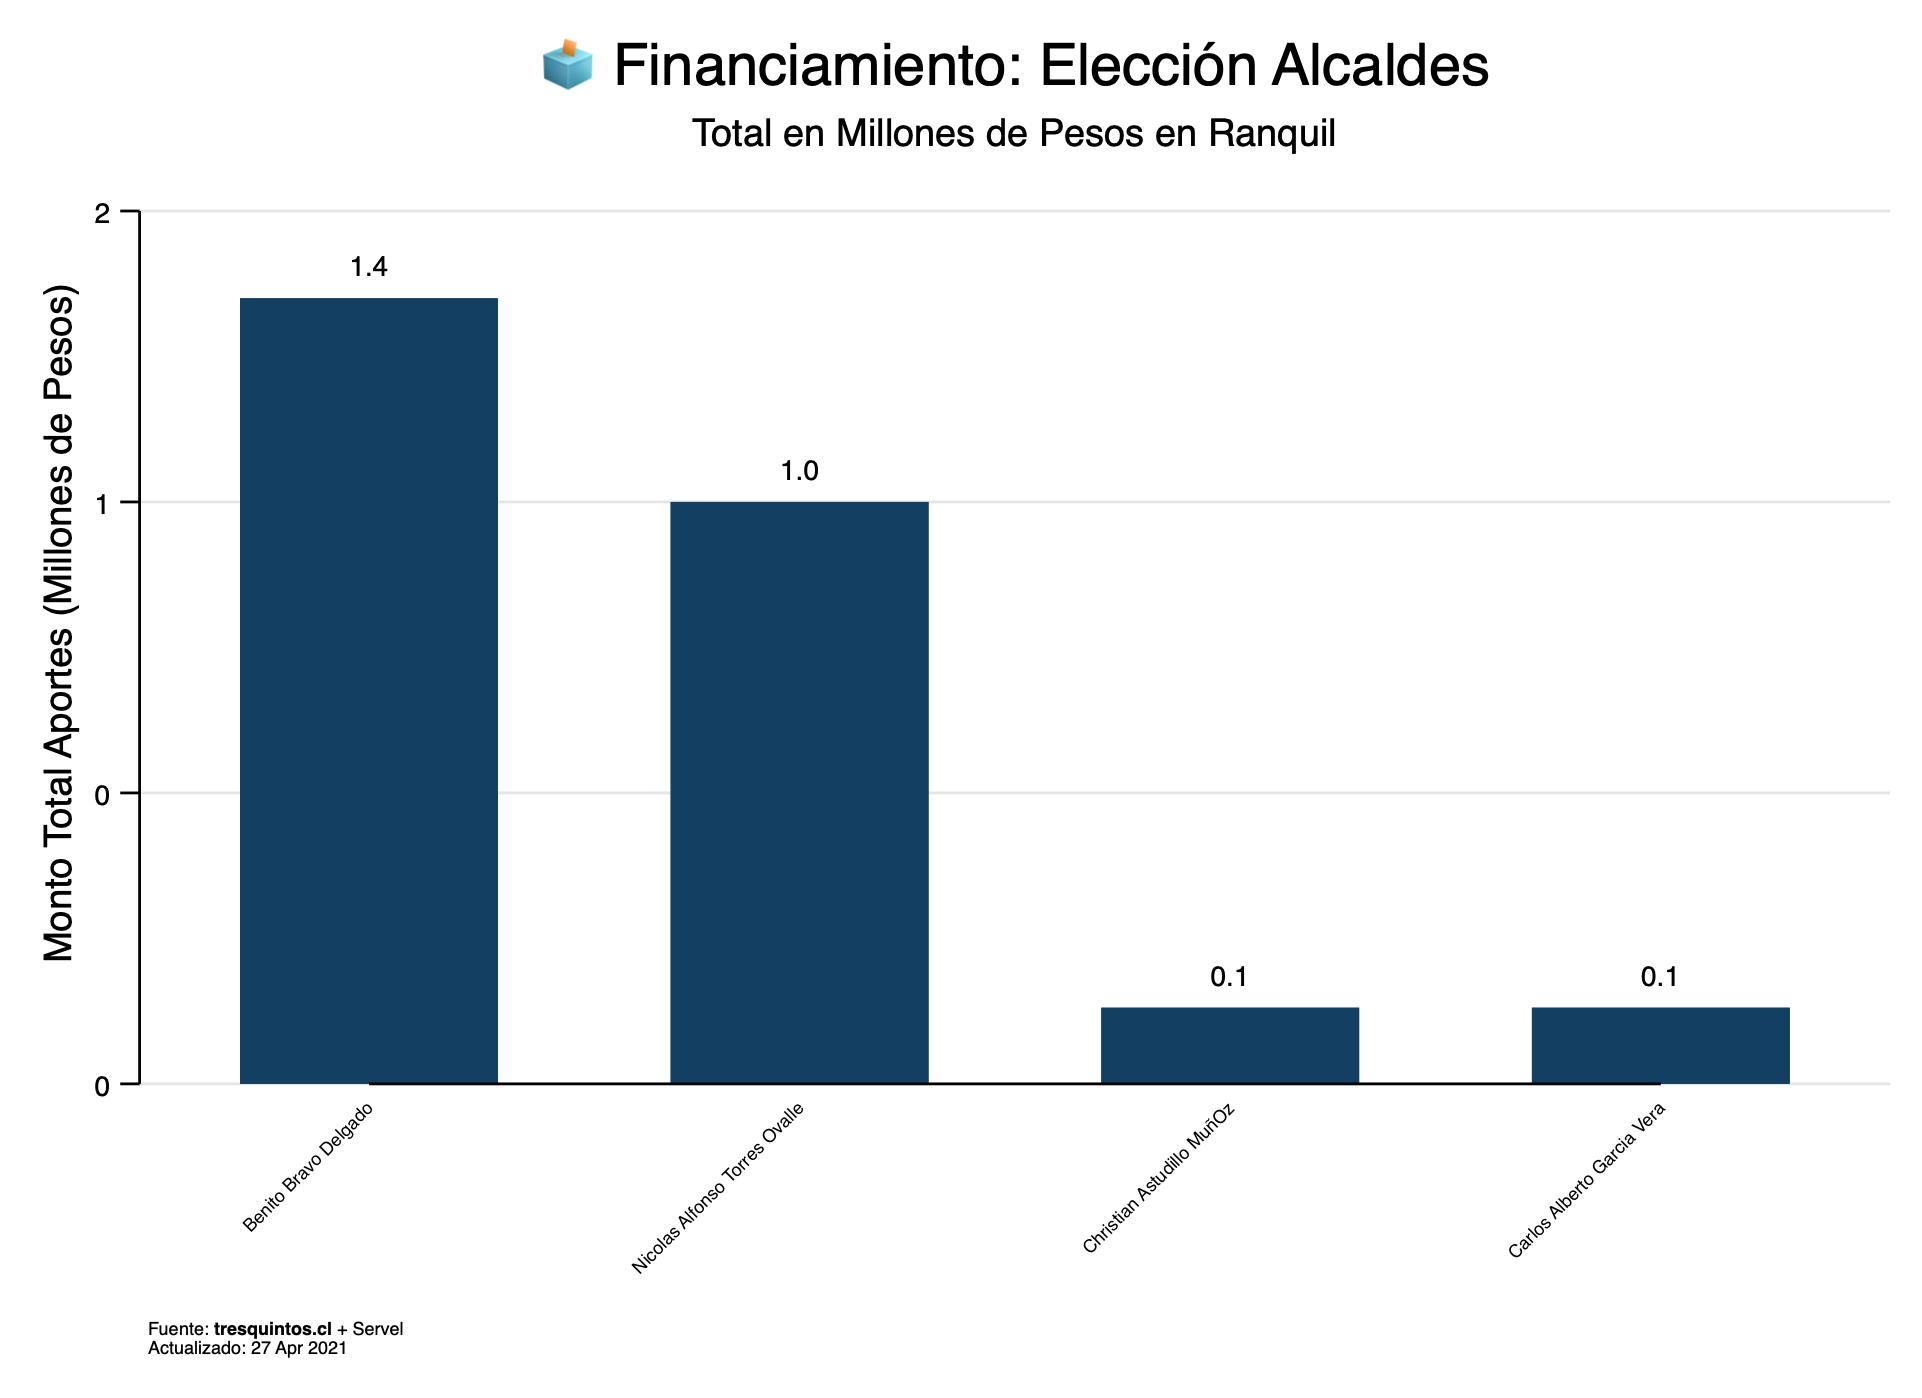 Financiamiento: Elección Alcaldes
Total en Millones de Pesos en Ranquil
Monto Total Aportes (Millones de Pesos)
2
1
0
0
1.4
1.0
0.1
0.1
Benito Bravo Delgado
Nicolas Alfonso Torres Ovalle
Christian Astudillo MuñOz
Carlos Alberto Garcia Vera
Fuente: tresquintos.cl + Servel
Actualizado: 27 Apr 2021